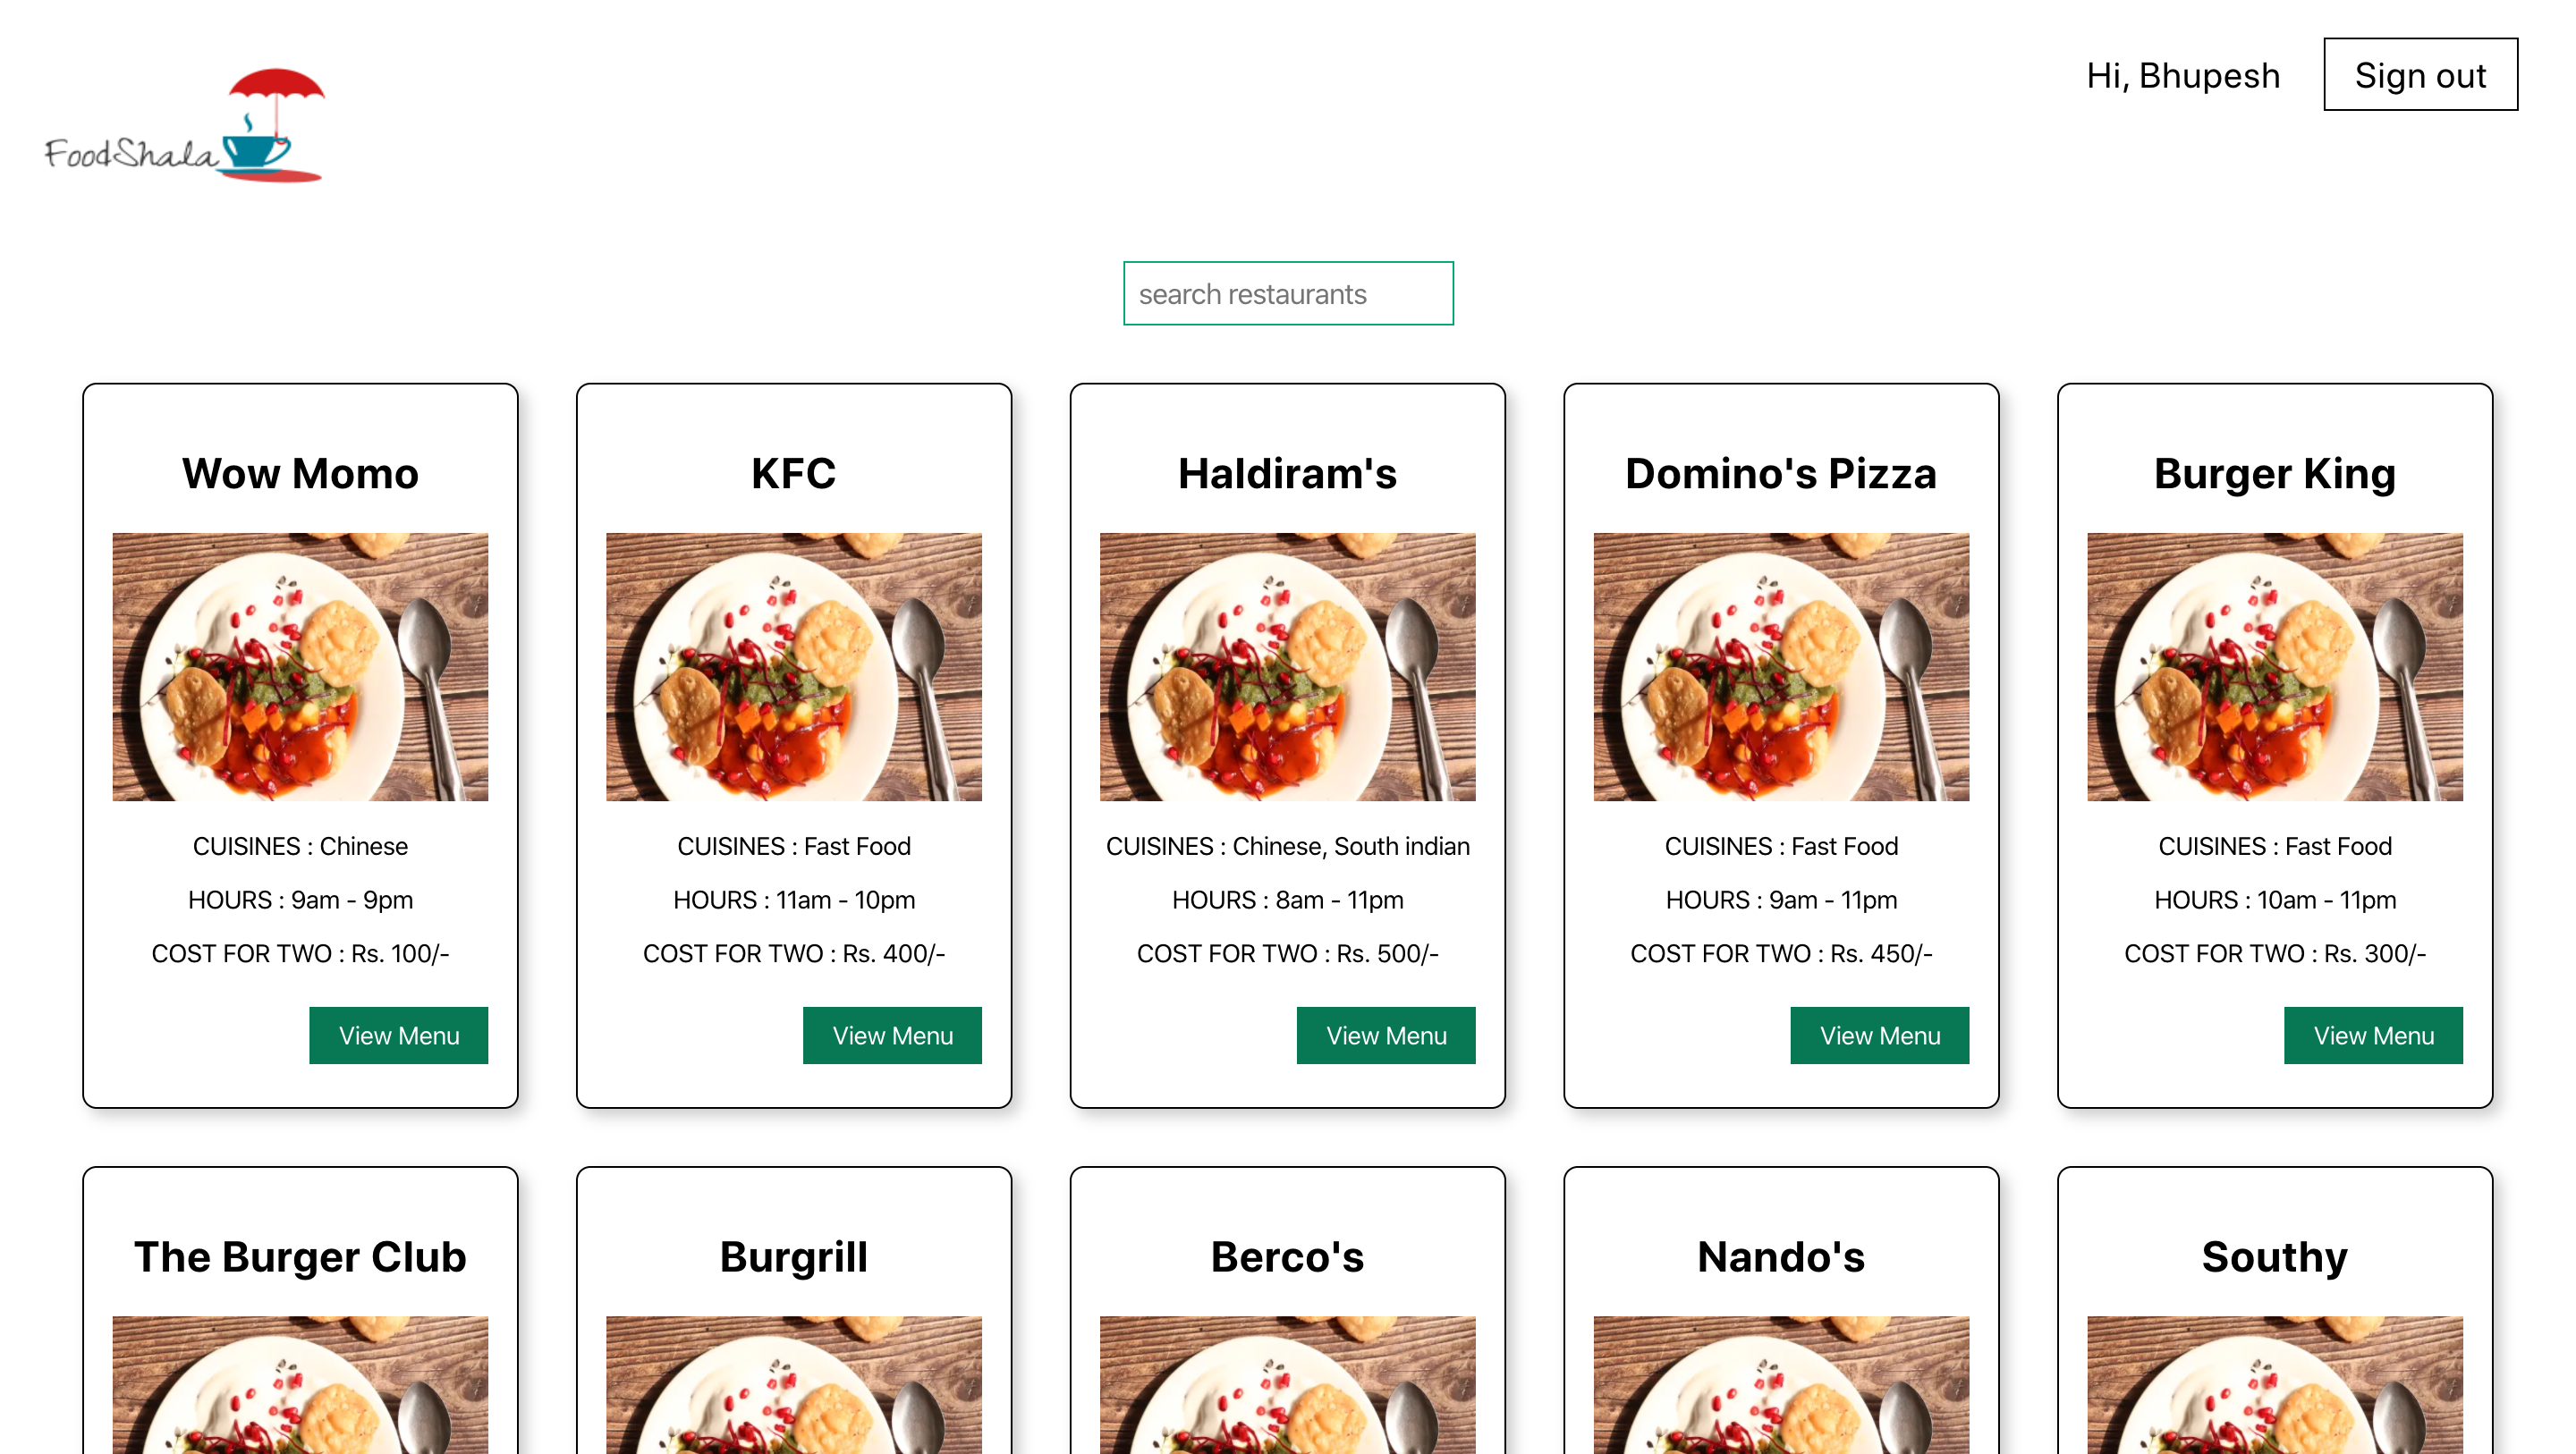 FoodShala
Hi, Bhupesh
Sign out
search restaurants
Wow Momo
CUISINES : Chinese
HOURS : 9am - 9pm
COST FOR TWO : Rs. 100/-
View Menu
KFC
CUISINES : Fast Food
HOURS : 11am - 10pm
COST FOR TWO : Rs. 400/-
View Menu
Haldiram's
CUISINES : Chinese, South indian
HOURS : 8am - 11pm
COST FOR TWO : Rs. 500/-
View Menu
Domino's Pizza
CUISINES : Fast Food
HOURS : 9am - 11pm
COST FOR TWO : Rs. 450/-
View Menu
Burger King
CUISINES : Fast Food
HOURS : 10am - 11pm
COST FOR TWO : Rs. 300/-
View Menu
The Burger Club
Burgrill
Berco's
Nando's
Southy